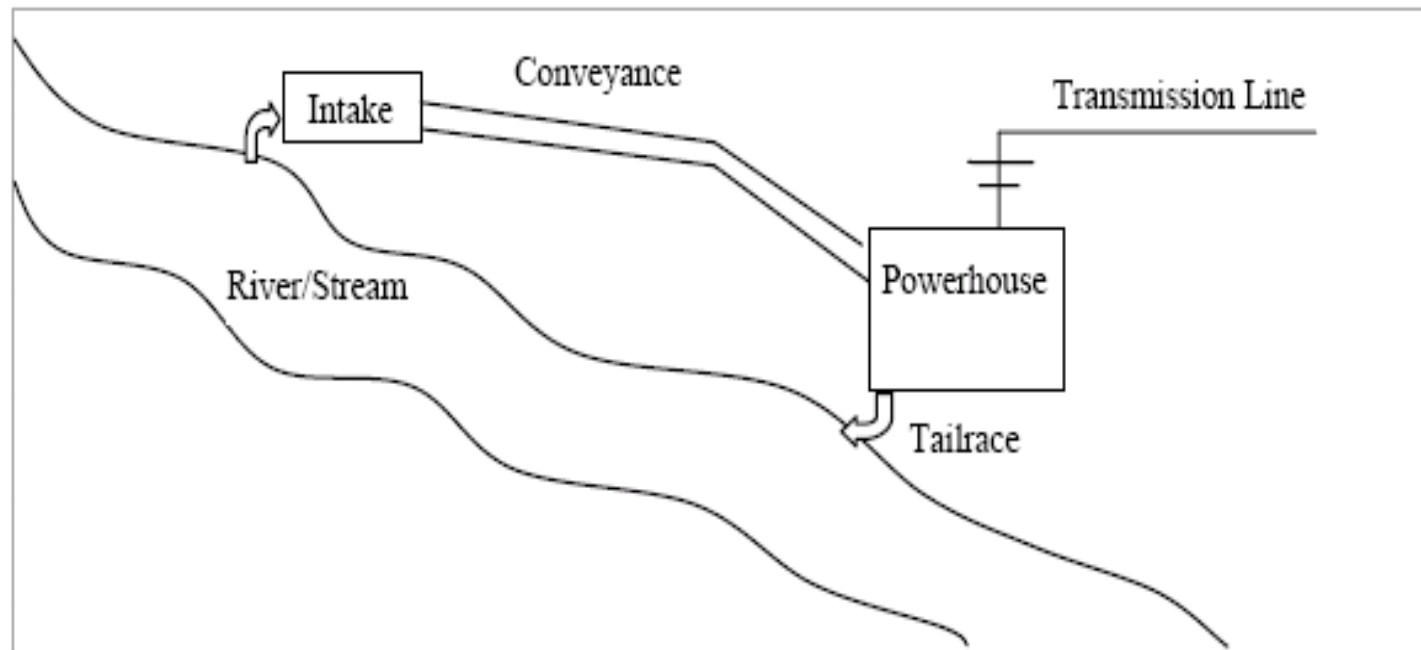 Conveyance
Transmission Line
Intake
River/Stream
Powerhouse
Tailrace